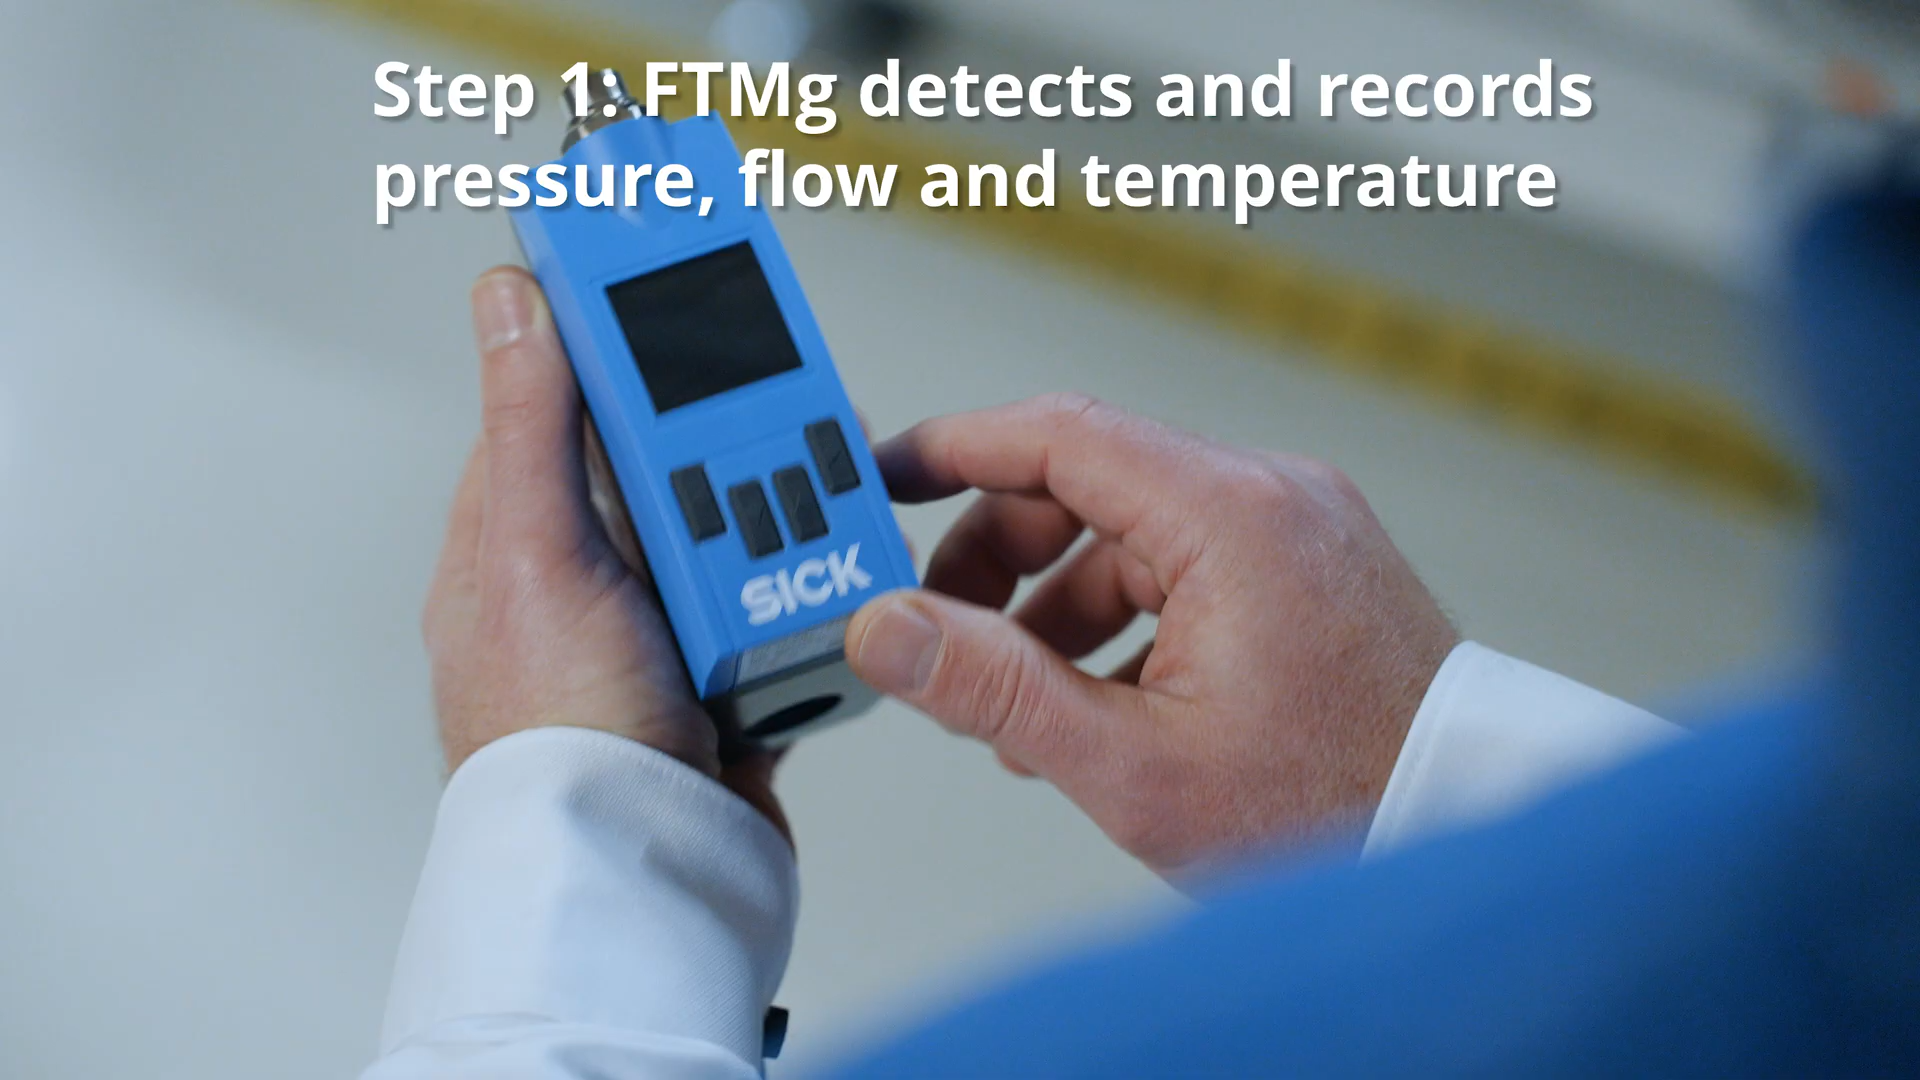 Step 1: FTMg detects and records
pressure, flow and temperature
SICK